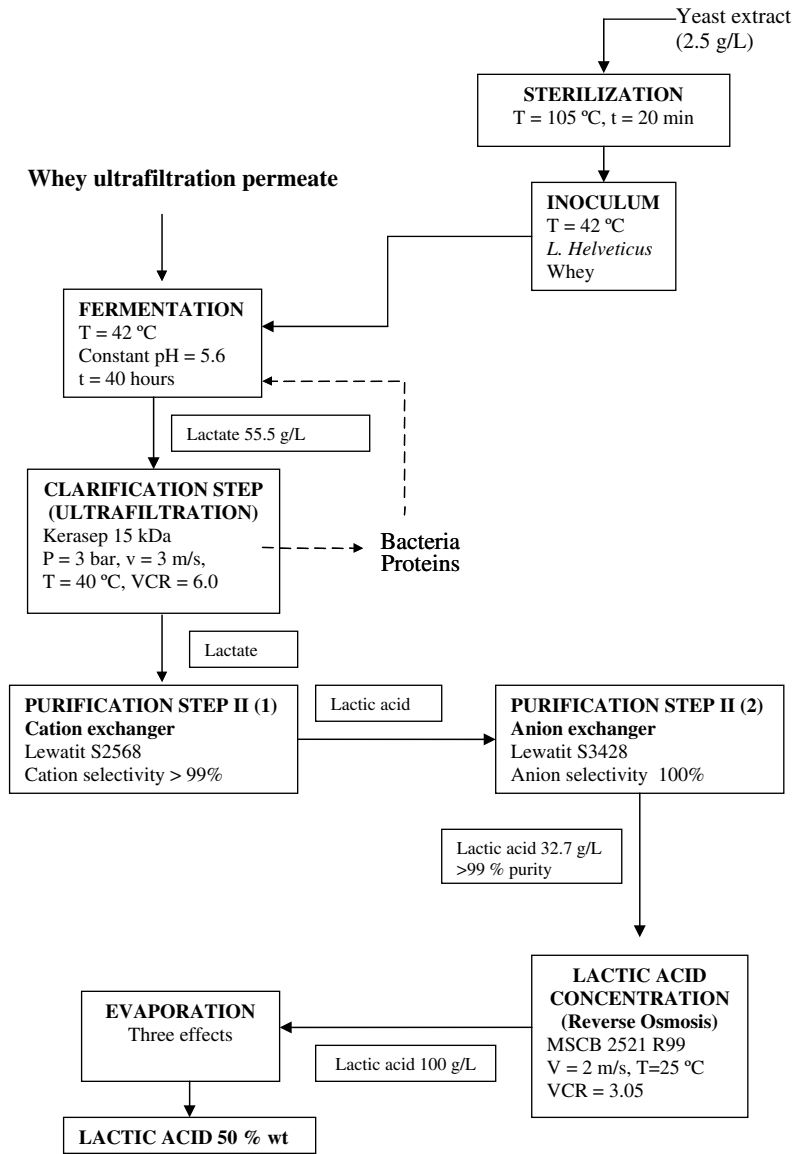 Yeast extract
(2.5 g/L)
STERILIZATION
T = 105 ºC, t = 20 min
Whey ultrafiltration permeate
INOCULUM
T = 42 ºC
L. Helveticus
Whey
FERMENTATION
T = 42 ºC
Constant pH = 5.6
t = 40 hours
Lactate 55.5 g/L
CLARIFICATION STEP
(ULTRAFILTRATION)
Kerasep 15 kDa
P = 3 bar, v = 3 m/s,
T = 40 ºC, VCR = 6.0
Bacteria
Proteins
Lactate
PURIFICATION STEP II (1)
Cation exchanger
Lewatit S2568
Cation selectivity > 99%
Lactic acid
PURIFICATION STEP II (2)
Anion exchanger
Lewatit S3428
Anion selectivity 100%
Lactic acid 32.7 g/L
>99 % purity
LACTIC ACID
CONCENTRATION
(Reverse Osmosis)
MSCB 2521 R99
V = 2 m/s, T=25 ºC
VCR = 3.05
Lactic acid 100 g/L
EVAPORATION
Three effects
LACTIC ACID 50 % wt